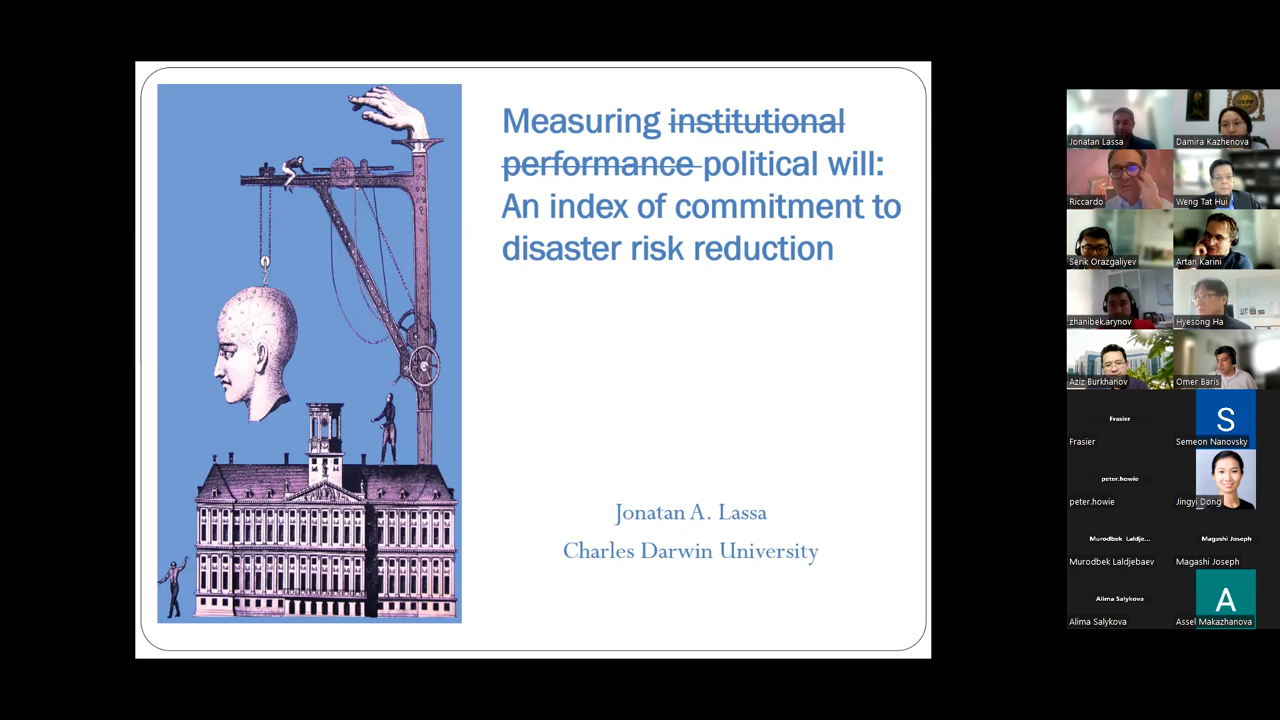 Measuring institutional
performance political will:
An index of commitment to
disaster risk reduction
Jonatan A. Lassa
Charles Darwin University
Jonatan Lassa
Damira Kazhenova
Riccardo
Weng Tat Hui
Serik Orazgaliyev
Artan Karini
zhanibek.arynov
Hyesong Ha
Aziz Burkhanov
Omer Baris
Frasier
Frasier
S
Semeon Nanovsky
peter.howie
peter.howie
Jingyi Dong
Murodbek Laldje...
Murodbek Laldjebaev
Magashi Joseph
Magashi Joseph
Alima Salykova
Alima Salykova
A
Assel Makazhanova